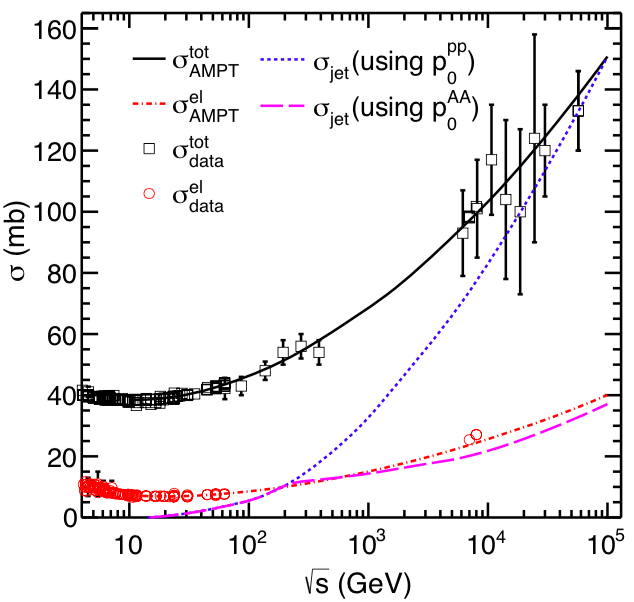 160
140
120
100
80
60
40
20
0
σ (mb)
σ^tot_AMPT
σ^el_AMPT
σ^tot_data
σ^el_data
σ_jet(using p_0^pp)
σ_jet(using p_0^AA)
10
10^2
10^3
10^4
10^5
√s (GeV)